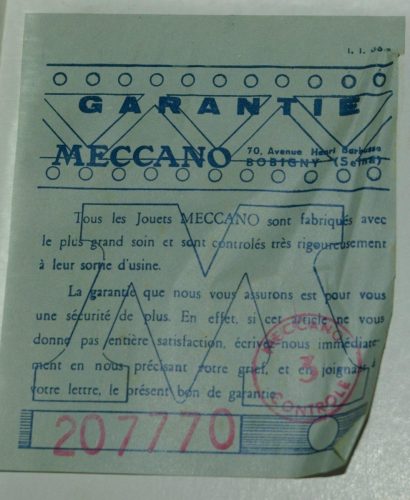 GARANTIE
MECCANO
70, Avenue Henri Barbusse
BOBIGNY (Seine)
Tous les Jouets MECCANO sont fabriqués avec
le plus grand soin et sont contrôlés très rigoureusement
à leur sortie d'usine.
La garantie que nous vous assurons est pour vous
une sécurité de plus. En effet, si cet article ne vous
donne pas entière satisfaction, écrivez-nous immédiate-
ment en nous précisant votre grief, et en joignant à
votre lettre, le présent bon de garantie.
MECCANO
3
CONTROLE
207770